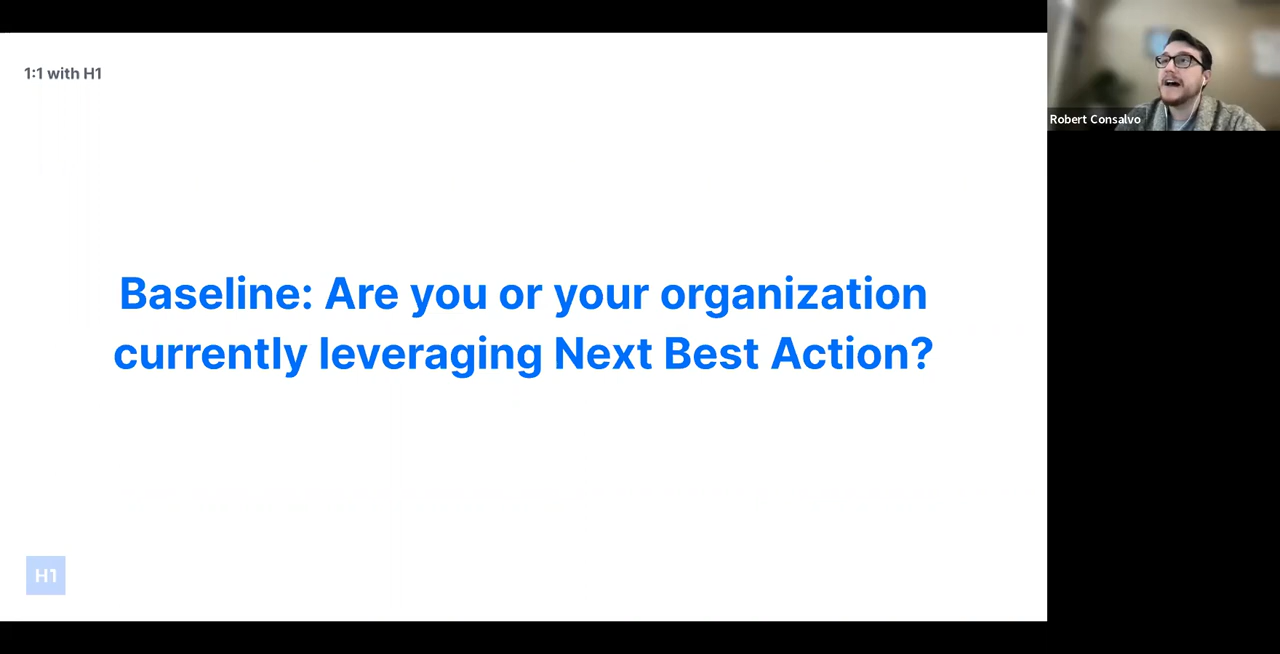 1:1 with H1
Robert Consalvo
Baseline: Are you or your organization
currently leveraging Next Best Action?
H1